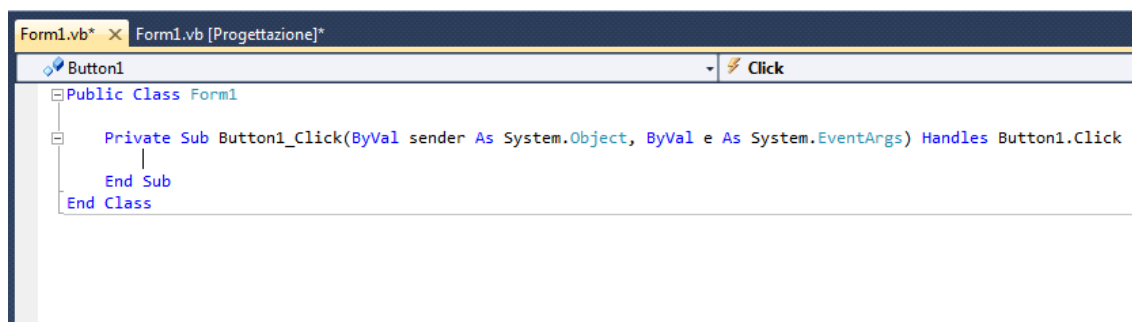 Form1.vb* Form1.vb [Progettazione]*
Button1 Click
Public Class Form1
Private Sub Button1_Click(ByVal sender As System.Object, ByVal e As System.EventArgs) Handles Button1.Click
End Sub
End Class